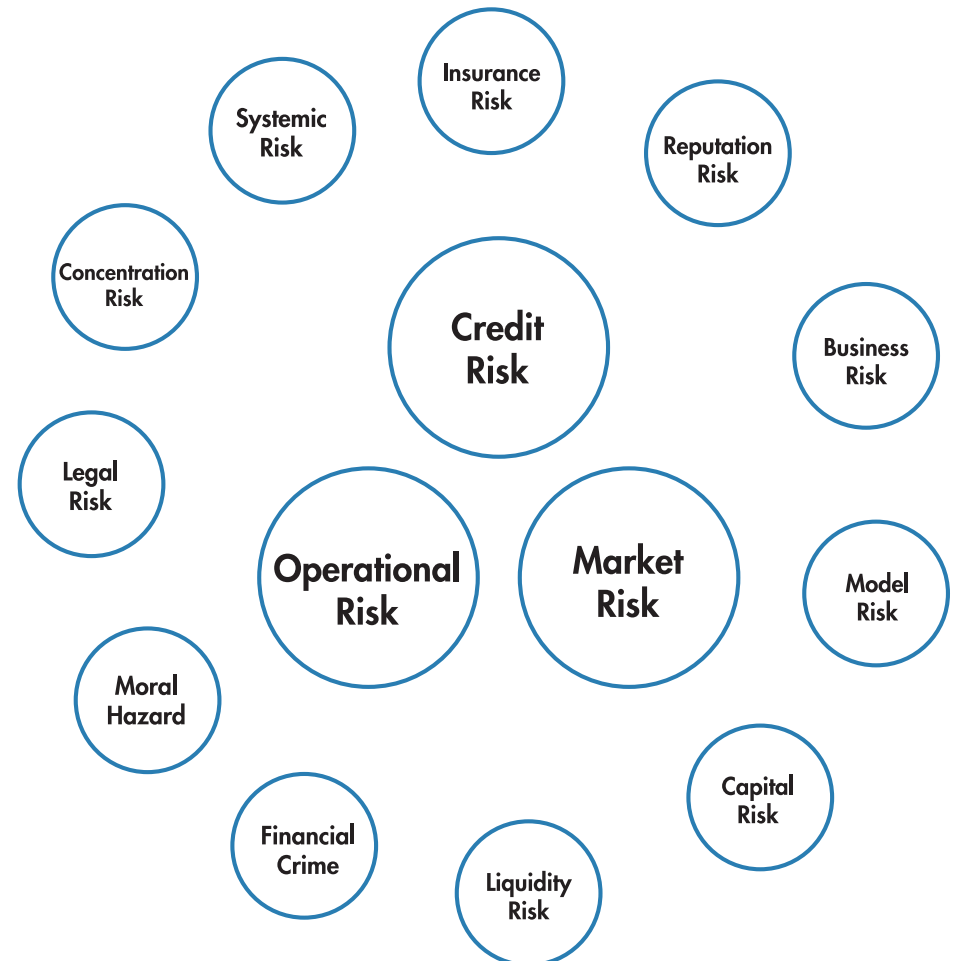 Insurance
Risk
Systemic
Risk
Reputation
Risk
Concentration
Risk
Credit
Risk
Business
Risk
Legal
Risk
Operational
Risk
Market
Risk
Model
Risk
Moral
Hazard
Capital
Risk
Financial
Crime
Liquidity
Risk